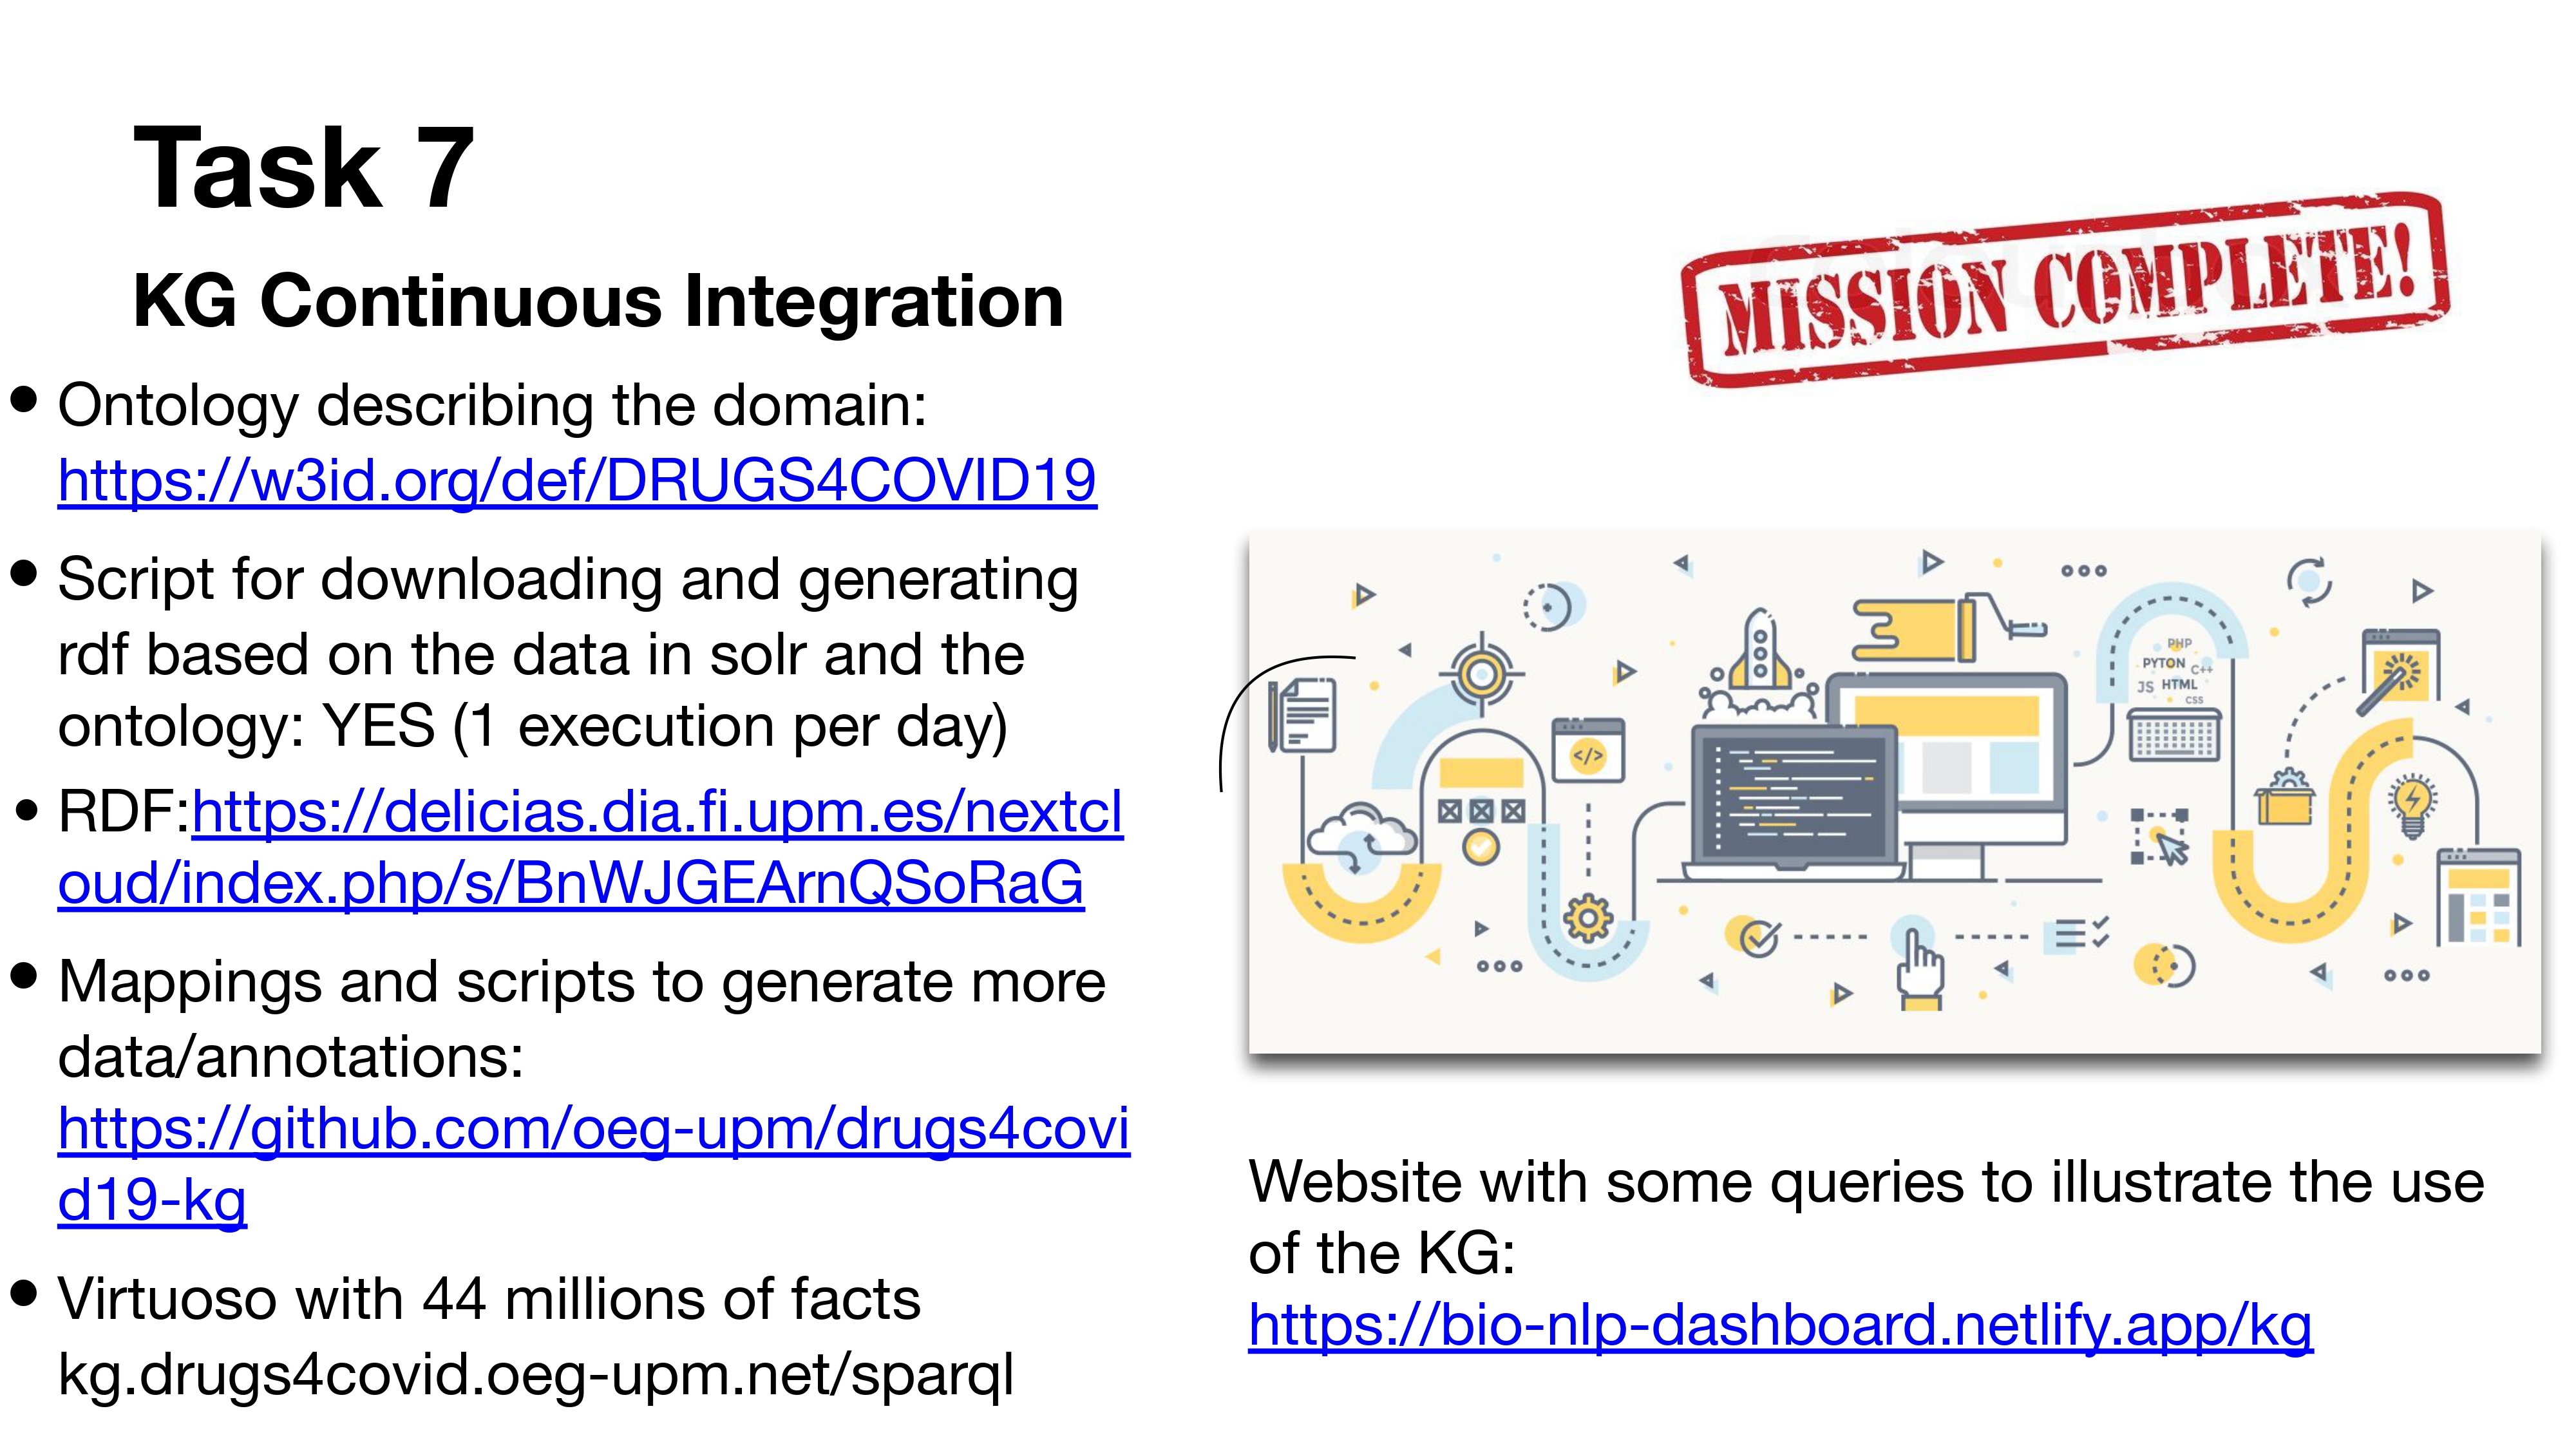 Task 7
KG Continuous Integration
MISSION COMPLETE!
• Ontology describing the domain:
https://w3id.org/def/DRUGS4COVID19
• Script for downloading and generating
rdf based on the data in solr and the
ontology: YES (1 execution per day)
• RDF:https://delicias.dia.fi.upm.es/nextcl
oud/index.php/s/BnWJGEArnQSoRaG
• Mappings and scripts to generate more
data/annotations:
https://github.com/oeg-upm/drugs4covi
d19-kg
• Virtuoso with 44 millions of facts
kg.drugs4covid.oeg-upm.net/sparql
</>
PHP
PYTON C++
JS HTML
CSS
Website with some queries to illustrate the use
of the KG:
https://bio-nlp-dashboard.netlify.app/kg